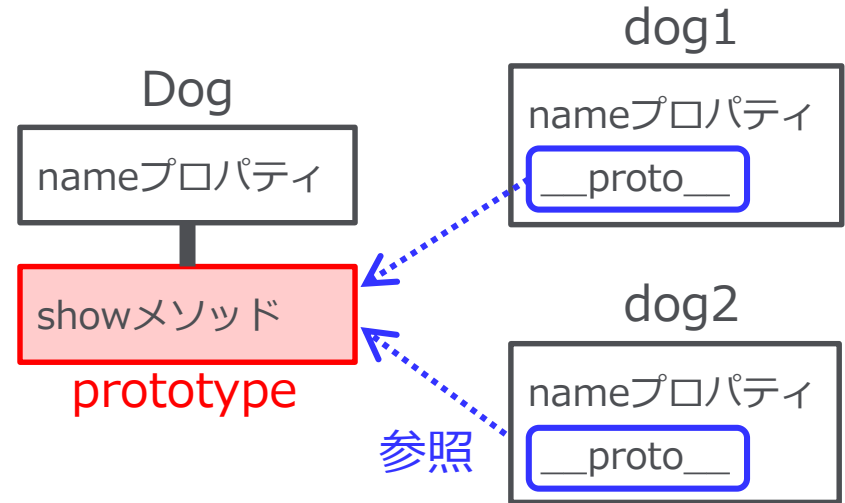 Dog
nameプロパティ
showメソッド
prototype
dog1
nameプロパティ
__proto__
dog2
nameプロパティ
__proto__
参照